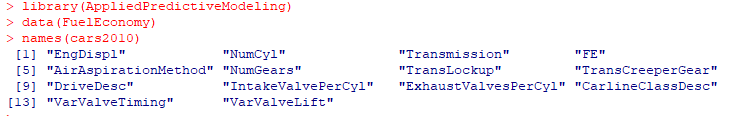 > library(AppliedPredictiveModeling)
> data(FuelEconomy)
> names(cars2010)
[1] "EngDispl" "NumCyl" "Transmission" "FE"
[5] "AirAspirationMethod" "NumGears" "TransLockup" "TransCreeperGear"
[9] "DriveDesc" "IntakeValvePerCyl" "ExhaustValvesPerCyl" "CarlineClassDesc"
[13] "VarValveTiming" "VarValveLift"